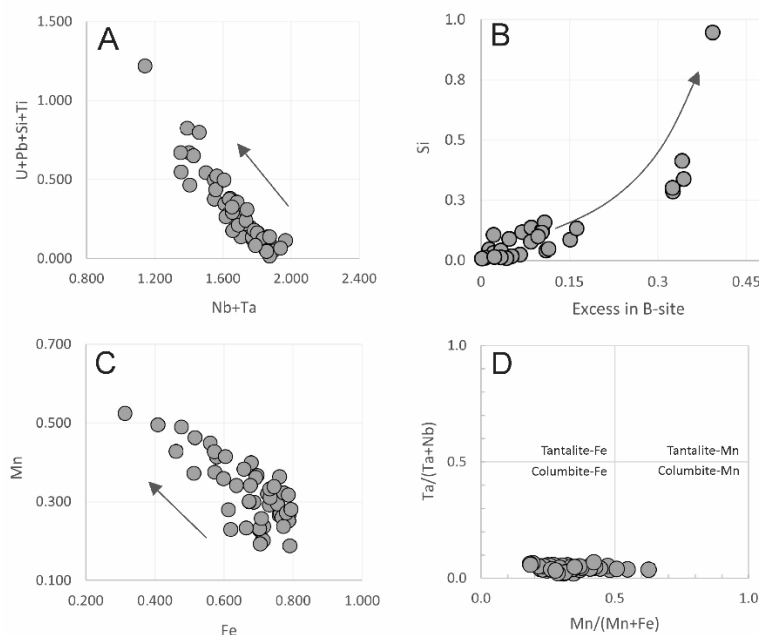 A
U+Pb+Si+Ti
1.500
1.000
0.500
0.000
0.800
1.200
1.600
2.000
2.400
Nb+Ta
B
Si
1.0
0.8
0.5
0.3
0.0
0
0.15
0.3
0.45
Excess in B-site
C
Mn
0.700
0.500
0.300
0.100
0.200
0.400
0.600
0.800
1.000
Fe
D
Ta/(Ta+Nb)
1.0
0.5
0.0
Tantalite-Fe
Tantalite-Mn
Columbite-Fe
Columbite-Mn
0.0
0.5
1.0
Mn/(Mn+Fe)